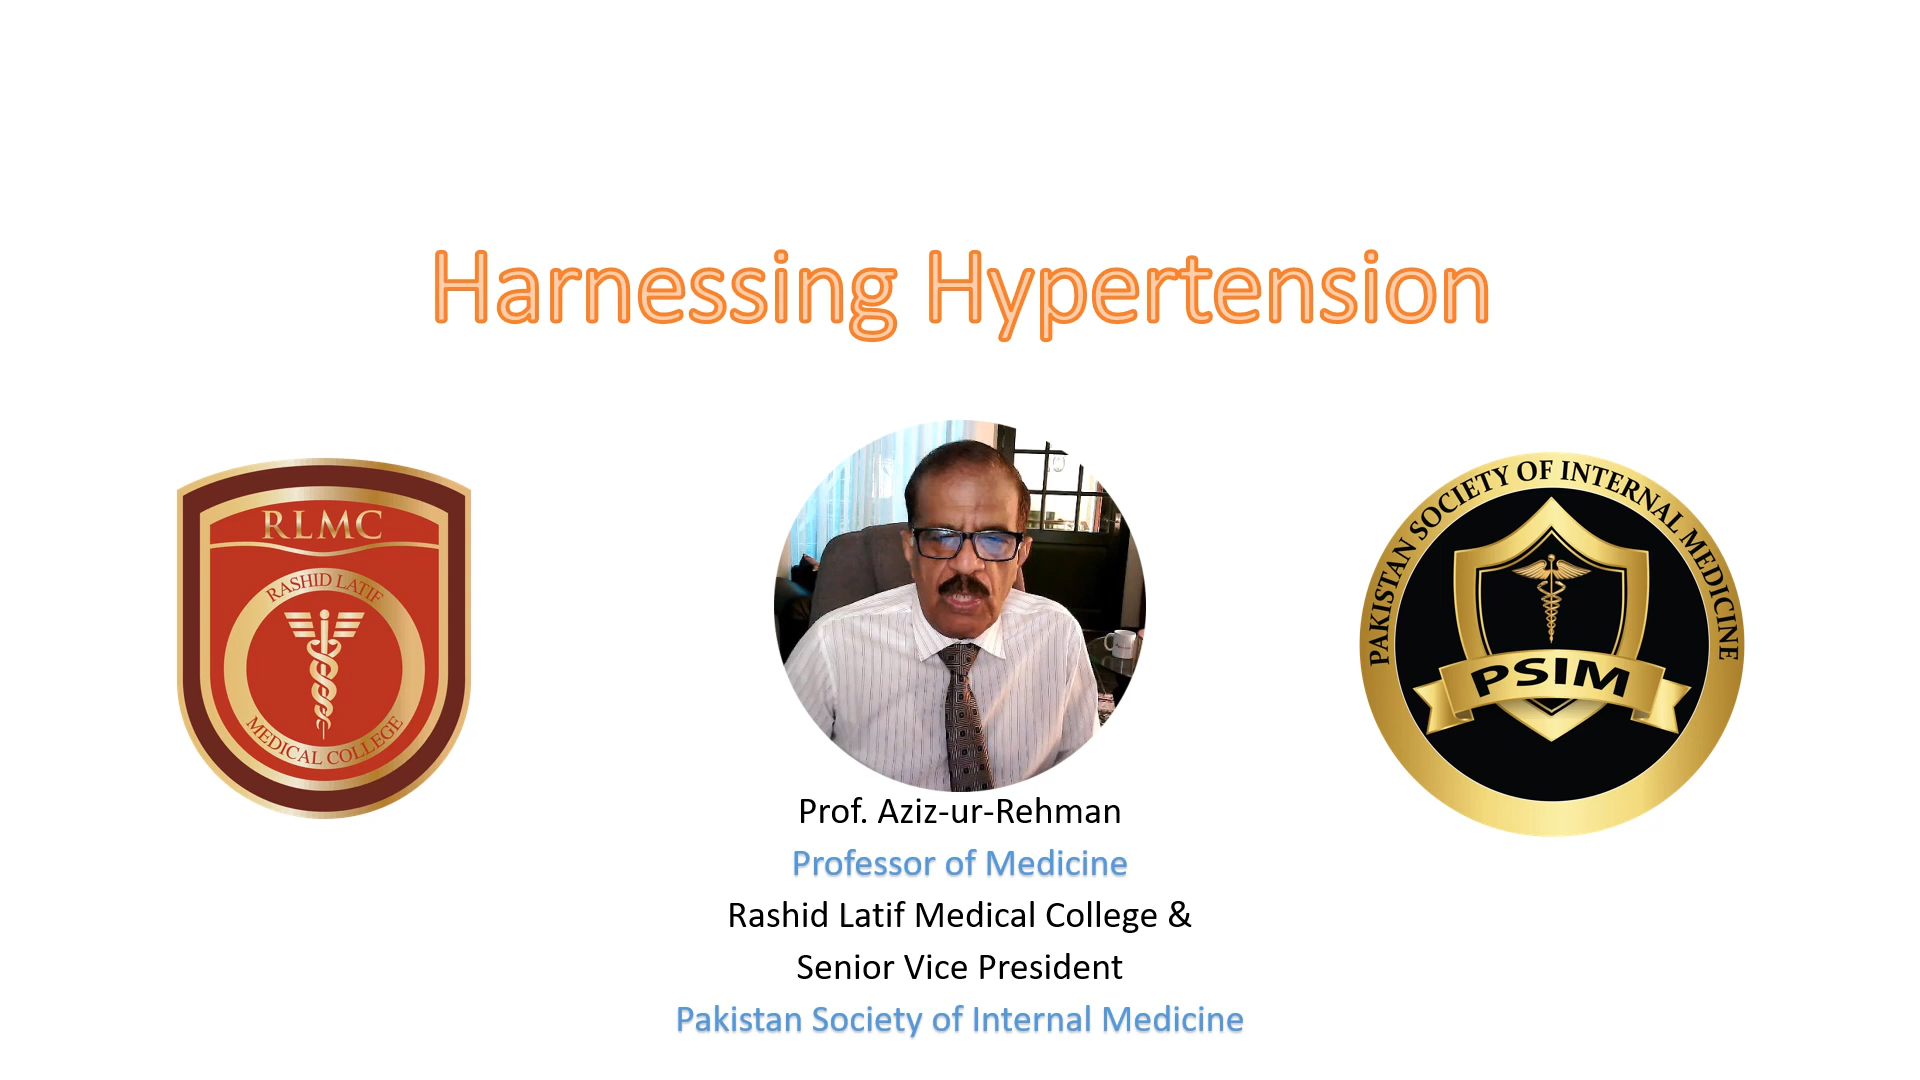 Harnessing Hypertension
RLMC
RASHID LATIF
MEDICAL COLLEGE
PAKISTAN SOCIETY OF INTERNAL MEDICINE
PSIM
Prof. Aziz-ur-Rehman
Professor of Medicine
Rashid Latif Medical College &
Senior Vice President
Pakistan Society of Internal Medicine